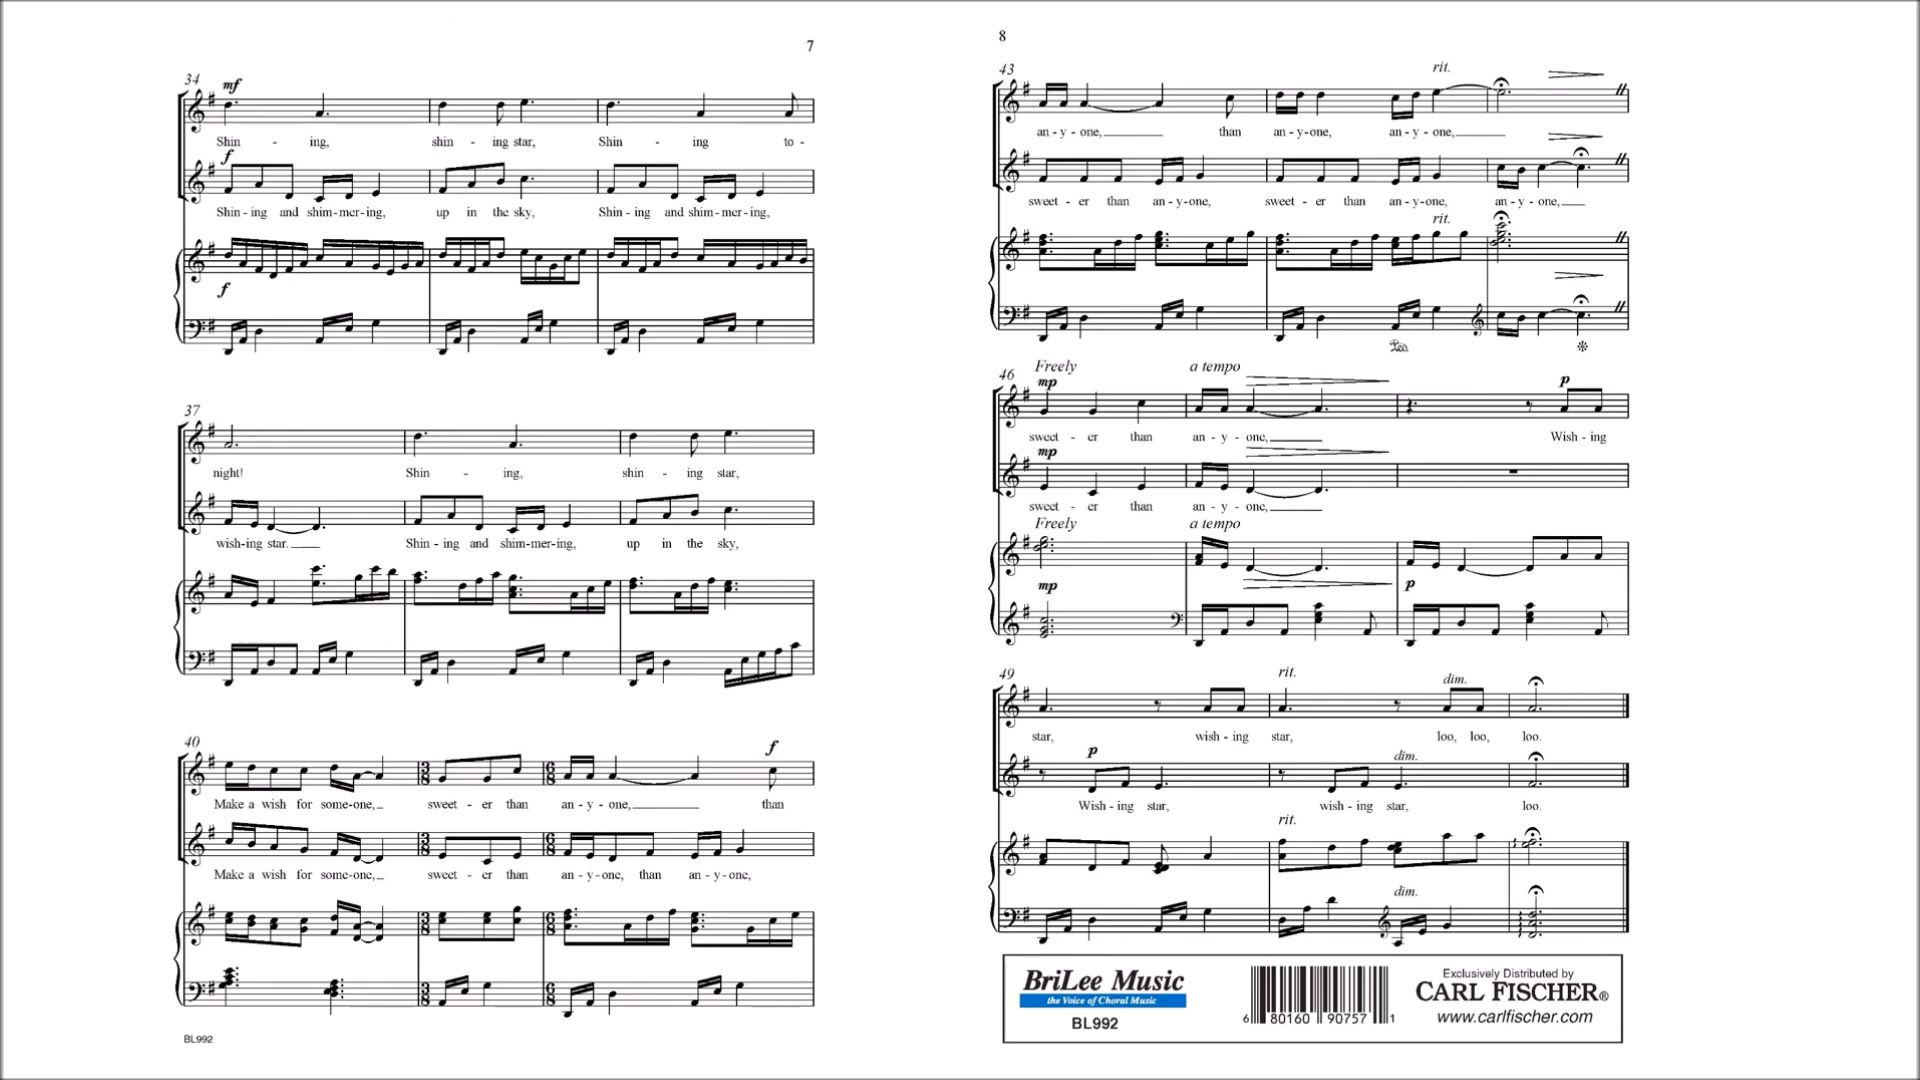 7
34
mf
Shin - ing, shin - ing star, Shin - ing to -
f
Shin - ing and shim - mer - ing, up in the sky, Shin - ing and shim - mer - ing,
f
37
night! Shin - ing, shin - ing star,
wish - ing star. Shin - ing and shim - mer - ing, up in the sky,
40
f
Make a wish for some - one, sweet - er than an - y - one, than
Make a wish for some - one, sweet - er than an - y - one, than an - y - one,
BL992
8
43
rit.
an - y - one, than an - y - one, an - y - one,
sweet - er than an - y - one, sweet - er than an - y - one, an - y - one,
rit.
46
Freely a tempo
mp p
sweet - er than an - y - one, Wish - ing
mp
sweet - er than an - y - one,
Freely a tempo
mp p
49
rit. dim.
star, wish - ing star, loo, loo, loo.
p dim.
Wish - ing star, wish - ing star, loo.
rit.
dim.
BriLee Music
the Voice of Choral Music
BL992
6 80160 90757 1
Exclusively Distributed by
CARL FISCHER®
www.carlfischer.com